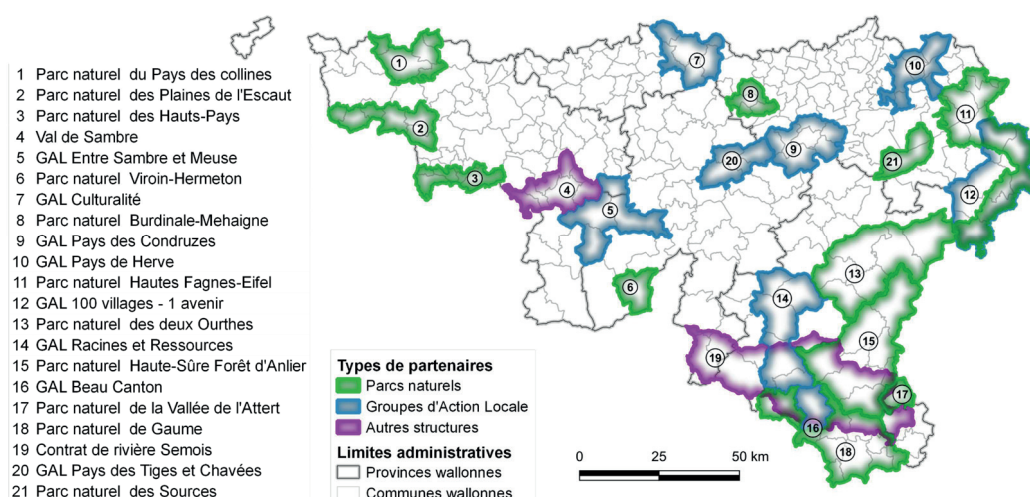 1 Parc naturel du Pays des collines
2 Parc naturel des Plaines de l'Escaut
3 Parc naturel des Hauts-Pays
4 Val de Sambre
5 GAL Entre Sambre et Meuse
6 Parc naturel Viroin-Hermeton
7 GAL Culturalité
8 Parc naturel Burdinale-Mehaigne
9 GAL Pays des Condruzes
10 GAL Pays de Herve
11 Parc naturel Hautes Fagnes-Eifel
12 GAL 100 villages - 1 avenir
13 Parc naturel des deux Ourthes
14 GAL Racines et Ressources
15 Parc naturel Haute-Sûre Forêt d'Anlier
16 GAL Beau Canton
17 Parc naturel de la Vallée de l'Attert
18 Parc naturel de Gaume
19 Contrat de rivière Semois
20 GAL Pays des Tiges et Chavées
21 Parc naturel des Sources
Types de partenaires
Parcs naturels
Groupes d'Action Locale
Autres structures
Limites administratives
Provinces wallonnes
Communes wallonnes
0 25 50 km
1
7
10
8
11
2
9
20
21
3
4
12
5
13
6
14
15
19
17
16
18